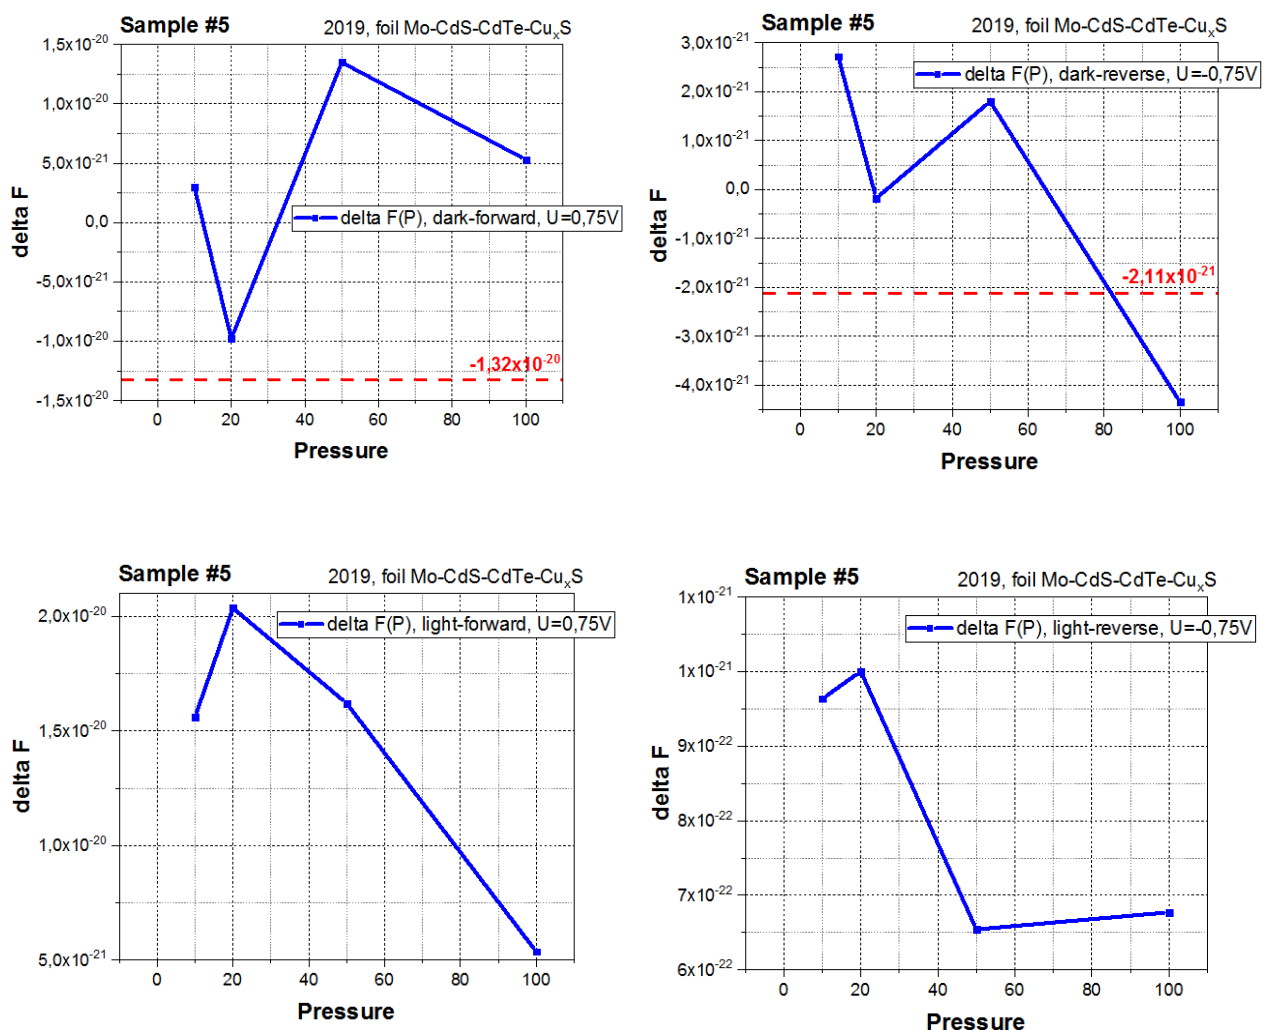 Sample #5
2019, foil Mo-CdS-CdTe-CuₓS
1,5x10⁻²⁰
1,0x10⁻²⁰
5,0x10⁻²¹
0,0
-5,0x10⁻²¹
-1,0x10⁻²⁰
-1,5x10⁻²⁰
delta F
delta F(P), dark-forward, U=0,75V
-1,32x10⁻²⁰
0 20 40 60 80 100
Pressure
Sample #5
2019, foil Mo-CdS-CdTe-CuₓS
3,0x10⁻²¹
2,0x10⁻²¹
1,0x10⁻²¹
0,0
-1,0x10⁻²¹
-2,0x10⁻²¹
-3,0x10⁻²¹
-4,0x10⁻²¹
delta F
delta F(P), dark-reverse, U=-0,75V
-2,11x10⁻²¹
0 20 40 60 80 100
Pressure
Sample #5
2019, foil Mo-CdS-CdTe-CuₓS
2,0x10⁻²⁰
1,5x10⁻²⁰
1,0x10⁻²⁰
5,0x10⁻²¹
delta F
delta F(P), light-forward, U=0,75V
0 20 40 60 80 100
Pressure
Sample #5
2019, foil Mo-CdS-CdTe-CuₓS
1x10⁻²¹
1x10⁻²¹
9x10⁻²²
8x10⁻²²
7x10⁻²²
6x10⁻²²
delta F
delta F(P), light-reverse, U=-0,75V
0 20 40 60 80 100
Pressure